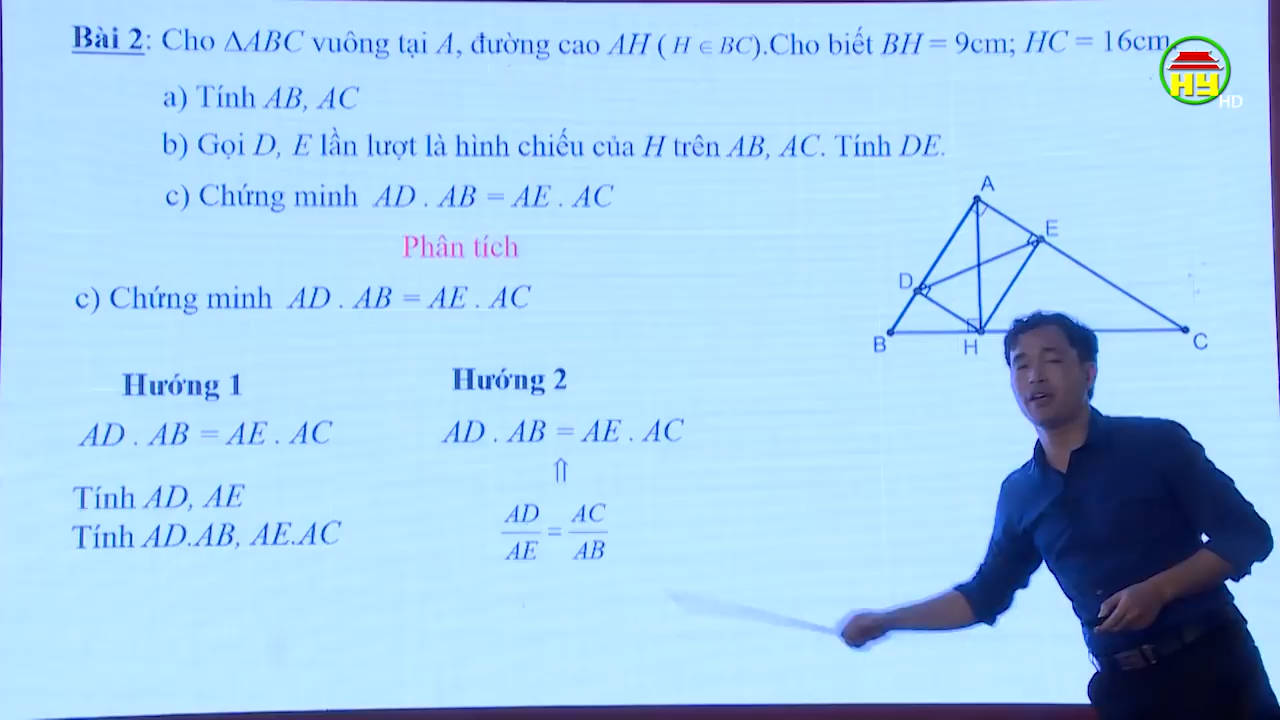 Bài 2: Cho ΔABC vuông tại A, đường cao AH ( H ∈ BC).Cho biết BH = 9cm; HC = 16cm.
HY HD
a) Tính AB, AC
b) Gọi D, E lần lượt là hình chiếu của H trên AB, AC. Tính DE.
c) Chứng minh AD . AB = AE . AC
Phân tích
c) Chứng minh AD . AB = AE . AC
A
E
D
B
H
C
Hướng 1
AD . AB = AE . AC
Tính AD, AE
Tính AD.AB, AE.AC
Hướng 2
AD . AB = AE . AC
⇑
AD/AE = AC/AB